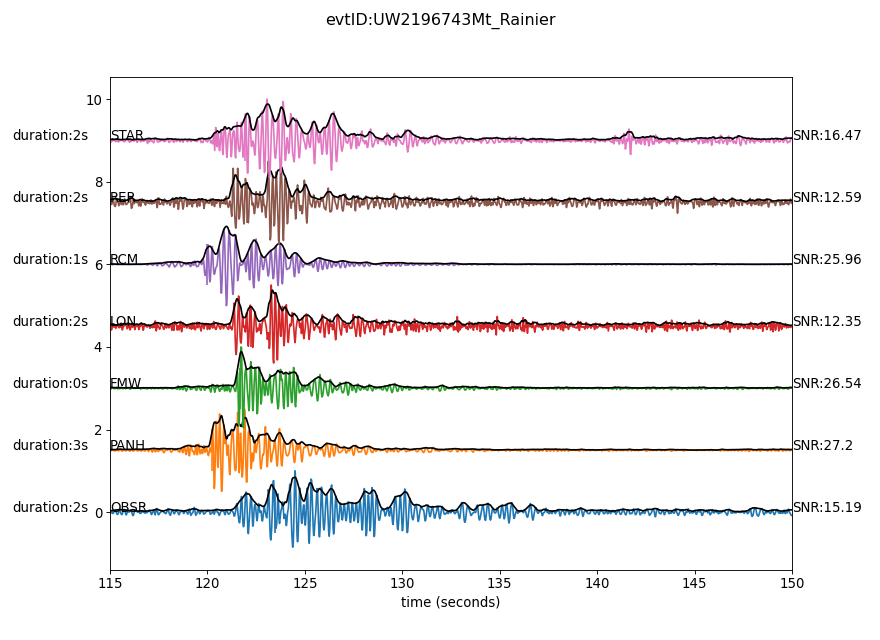 evtID:UW2196743Mt_Rainier
10
duration:2s STAR SNR:16.47
8
duration:2s RER SNR:12.59
duration:1s RCM SNR:25.96
6
duration:2s LON SNR:12.35
4
duration:0s FMW SNR:26.54
2
duration:3s PANH SNR:27.2
duration:2s OBSR SNR:15.19
0
115 120 125 130 135 140 145 150
time (seconds)